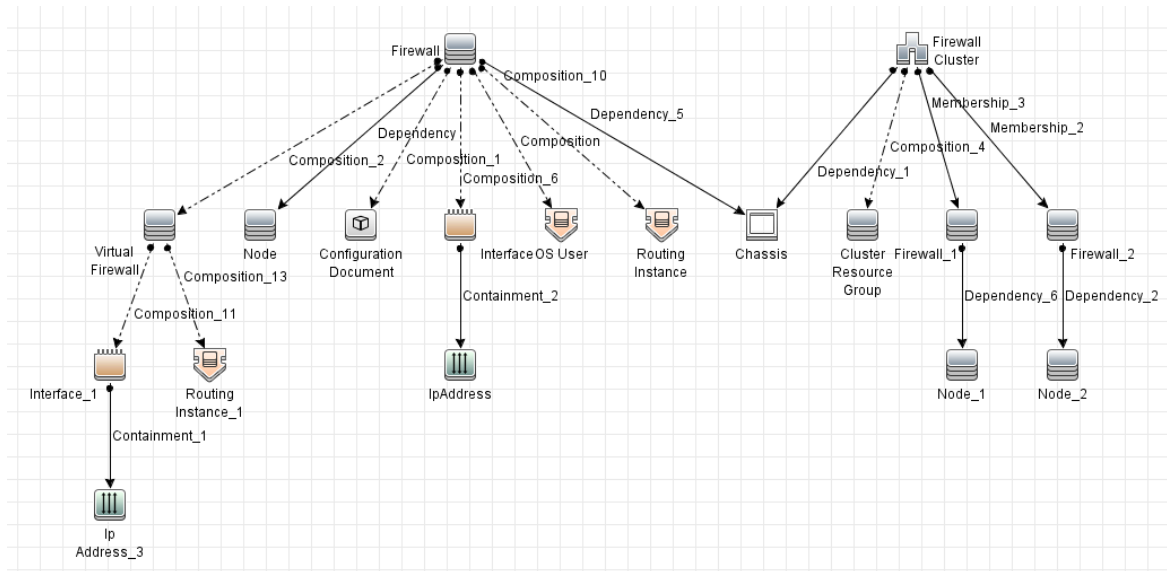 Firewall
Firewall
Cluster
Composition_10
Dependency_5
Membership_3
Dependency
Composition
Membership_2
Composition_2
Composition_1
Composition_4
Composition_6
Dependency_1
Virtual
Firewall
Node
Configuration
Document
Interface
OS User
Routing
Instance
Chassis
Cluster
Resource
Group
Firewall_1
Firewall_2
Composition_13
Containment_2
Dependency_6
Dependency_2
Composition_11
Interface_1
Routing
Instance_1
IpAddress
Node_1
Node_2
Containment_1
Ip
Address_3